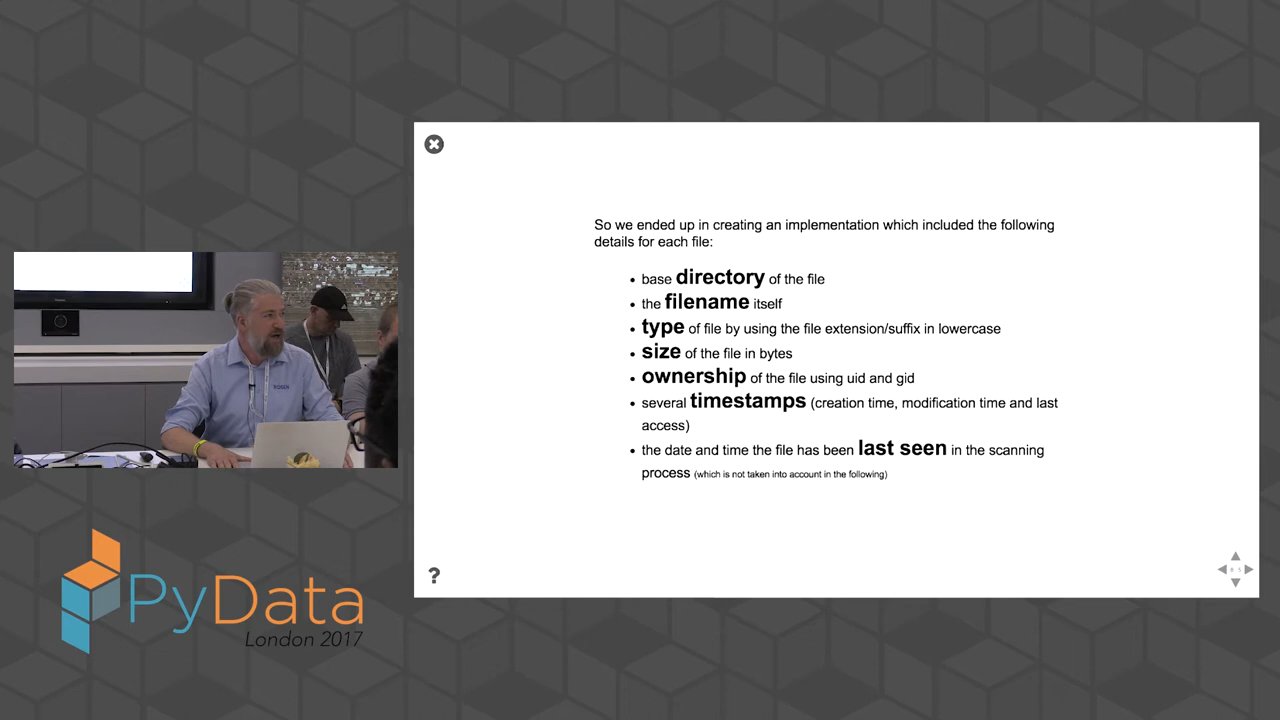 So we ended up in creating an implementation which included the following
details for each file:
base directory of the file
the filename itself
type of file by using the file extension/suffix in lowercase
size of the file in bytes
ownership of the file using uid and gid
several timestamps (creation time, modification time and last
access)
the date and time the file has been last seen in the scanning
process (which is not taken into account in the following)
?
PyData
London 2017